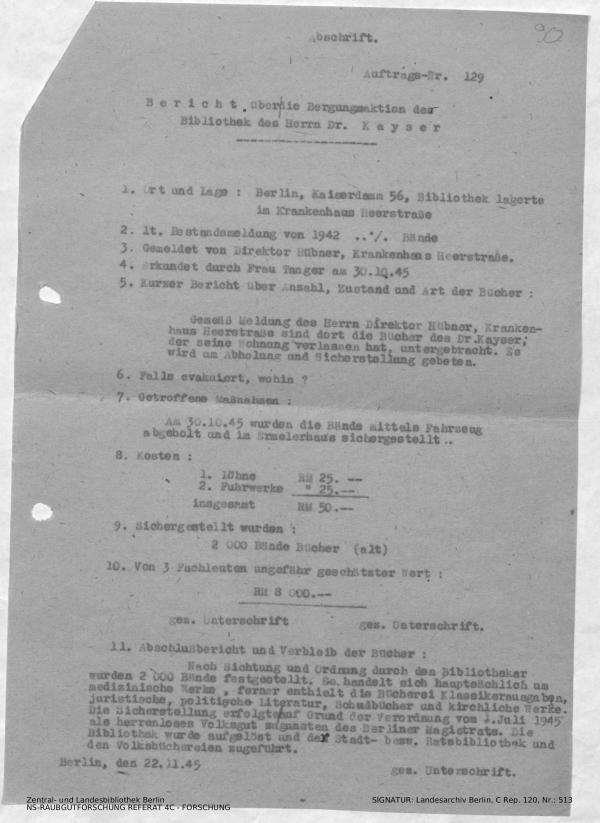 90
Abschrift.
Auftrags-Nr. 129
B e r i c h t über die Bergungsaktion der
Bibliothek des Herrn Dr. K a y s e r
1. Ort und Lage : Berlin, Kaiserdamm 56, Bibliothek lagerte
im Krankenhaus Heerstraße
2. lt. Bestandsmeldung von 1942 ..%. Bände
3. Gemeldet von Direktor Hübner, Krankenhaus Heerstraße.
4. Erkundet durch Frau Tanger am 30.10.45
5. Kurzer Bericht über Anzahl, Zustand und Art der Bücher :
Gemäß Meldung des Herrn Direktor Hübner, Kranken-
haus Heerstraße sind dort die Bücher des Dr.Kayser,
der seine Wohnung verlassen hat, untergebracht. Es
wird um Abholung und Sicherstellung gebeten.
6. Falls evakuiert, wohin ?
7. Getroffene Maßnahmen :
Am 30.10.45 wurden die Bände mittels Fahrzeug
abgeholt und im Ermelerhaus sichergestellt ..
8. Kosten :
1. Löhne RM 25. --
2. Fuhrwerke " 25.--
insgesamt RM 50.--
9. Sichergestellt wurden :
2 000 Bände Bücher (alt)
10. Von 3 Fachleuten ungefähr geschätzter Wert :
RM 8 000.--
gez. Unterschrift gez. Unterschrift.
11. Abschlußbericht und Verbleib der Bücher :
Nach Sichtung und Ordnung durch den Bibliothekar
wurden 2 000 Bände festgestellt. Es handelt sich hauptsächlich um
medizinische Werke , ferner enthielt die Bücherei Klassikerausgaben,
juristische, politische Literatur, Schulbücher und kirchliche Werke.
Die Sicherstellung erfolgte auf Grund der Verordnung vom 1.Juli 1945
als herrenloses Volksgut zugunsten des Berliner Magistrats. Die
Bibliothek wurde aufgelöst und der Stadt- bezw. Ratsbibliothek und
den Volksbüchereien zugeführt.
Berlin, den 22.11.45
gez. Unterschrift.
Zentral- und Landesbibliothek Berlin
NS-RAUBGUTFORSCHUNG REFERAT 4C - FORSCHUNG
SIGNATUR: Landesarchiv Berlin, C Rep. 120, Nr.: 513